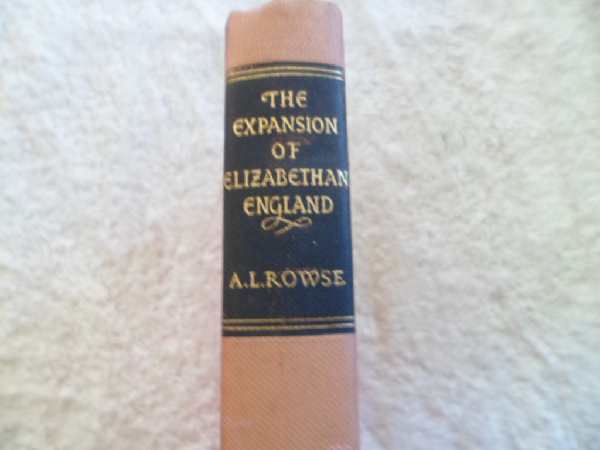 THE
EXPANSION
OF
ELIZABETHAN
ENGLAND
A.L.ROWSE